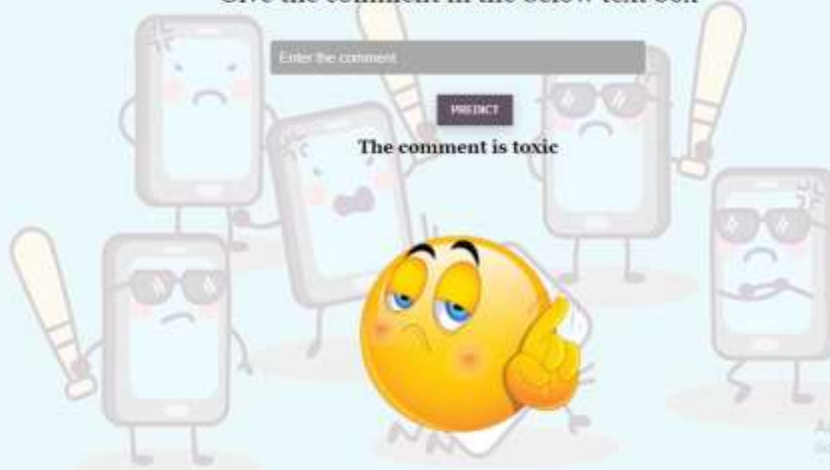 Give the comment in the below text box
Enter the comment
PREDICT
The comment is toxic